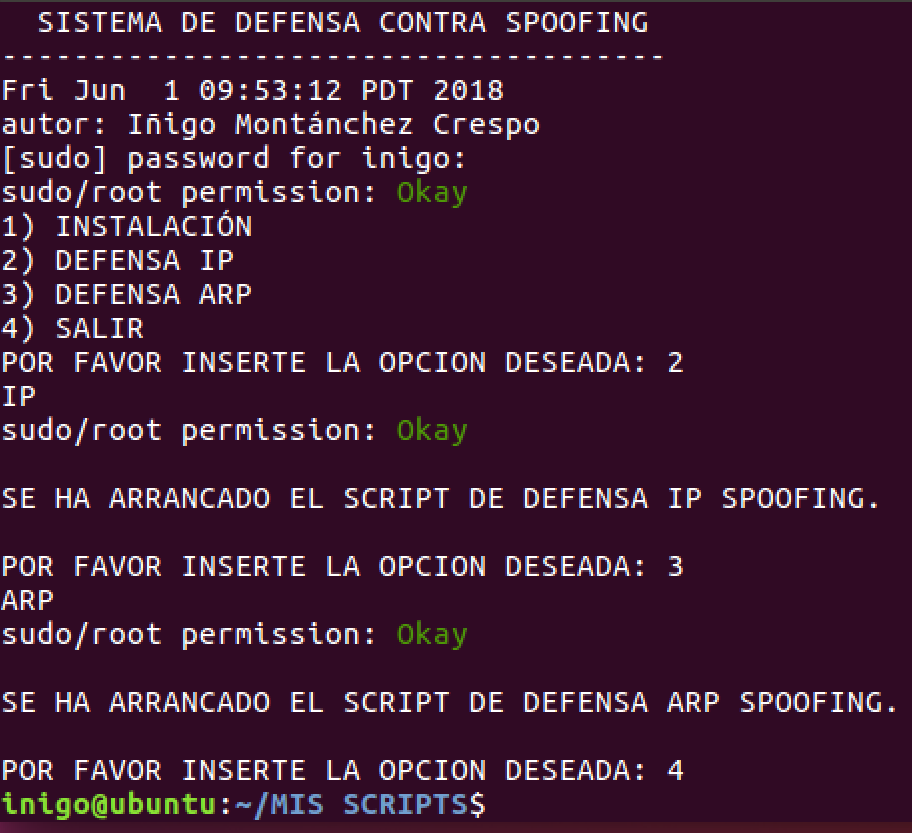 SISTEMA DE DEFENSA CONTRA SPOOFING
-------------------------------------
Fri Jun  1 09:53:12 PDT 2018
autor: Iñigo Montánchez Crespo
[sudo] password for inigo:
sudo/root permission: Okay
1) INSTALACIÓN
2) DEFENSA IP
3) DEFENSA ARP
4) SALIR
POR FAVOR INSERTE LA OPCION DESEADA: 2
IP
sudo/root permission: Okay
SE HA ARRANCADO EL SCRIPT DE DEFENSA IP SPOOFING.
POR FAVOR INSERTE LA OPCION DESEADA: 3
ARP
sudo/root permission: Okay
SE HA ARRANCADO EL SCRIPT DE DEFENSA ARP SPOOFING.
POR FAVOR INSERTE LA OPCION DESEADA: 4
inigo@ubuntu:~/MIS SCRIPTS$